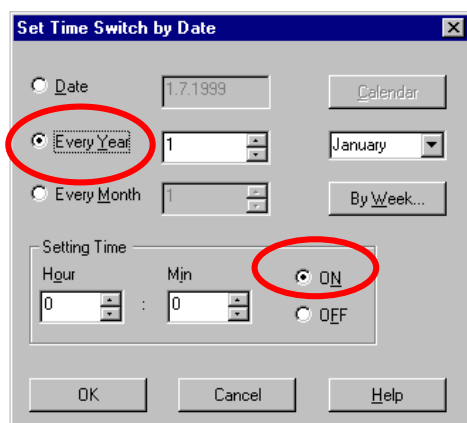 Set Time Switch by Date
Date 1.7.1999 Calendar
Every Year 1 January
Every Month 1 By Week...
Setting Time
Hour Min ON
0 : 0 OFF
OK Cancel Help